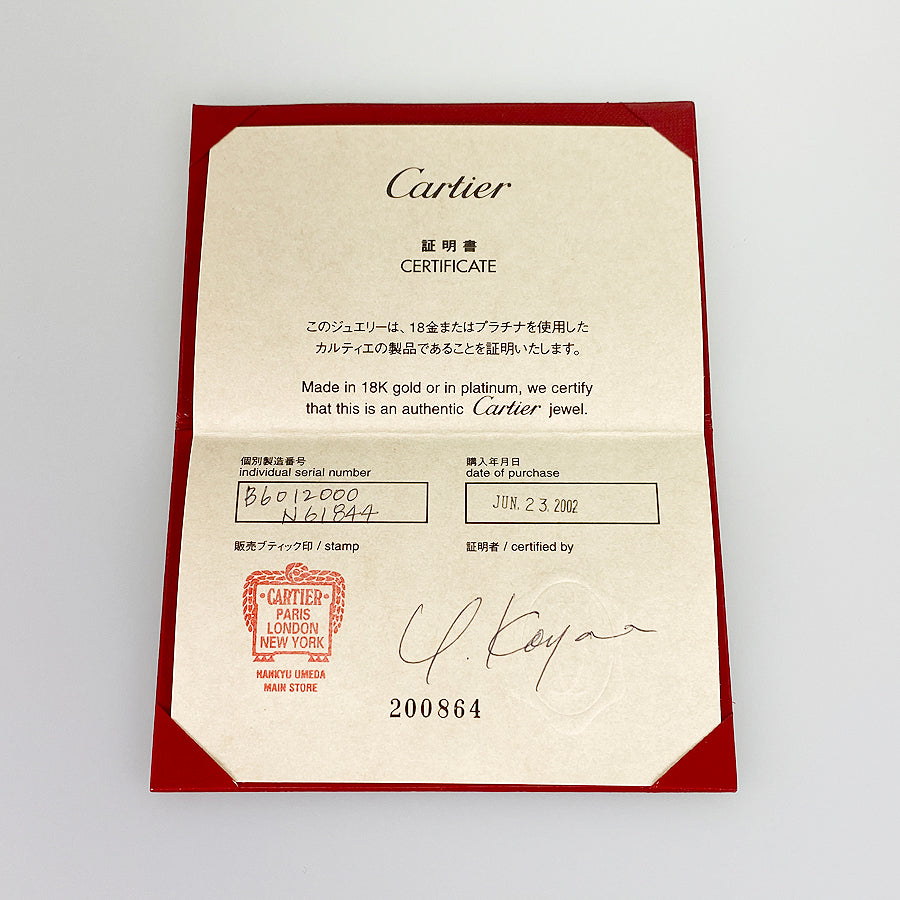 Cartier
証明書
CERTIFICATE
このジュエリーは、18金またはプラチナを使用した
カルティエの製品であることを証明いたします。
Made in 18K gold or in platinum, we certify
that this is an authentic Cartier jewel.
個別製造番号
individual serial number
B6012000
N61844
購入年月日
date of purchase
JUN. 23. 2002
販売ブティック印 / stamp
CARTIER
PARIS
LONDON
NEW YORK
HANKYU UMEDA
MAIN STORE
証明者 / certified by
200864